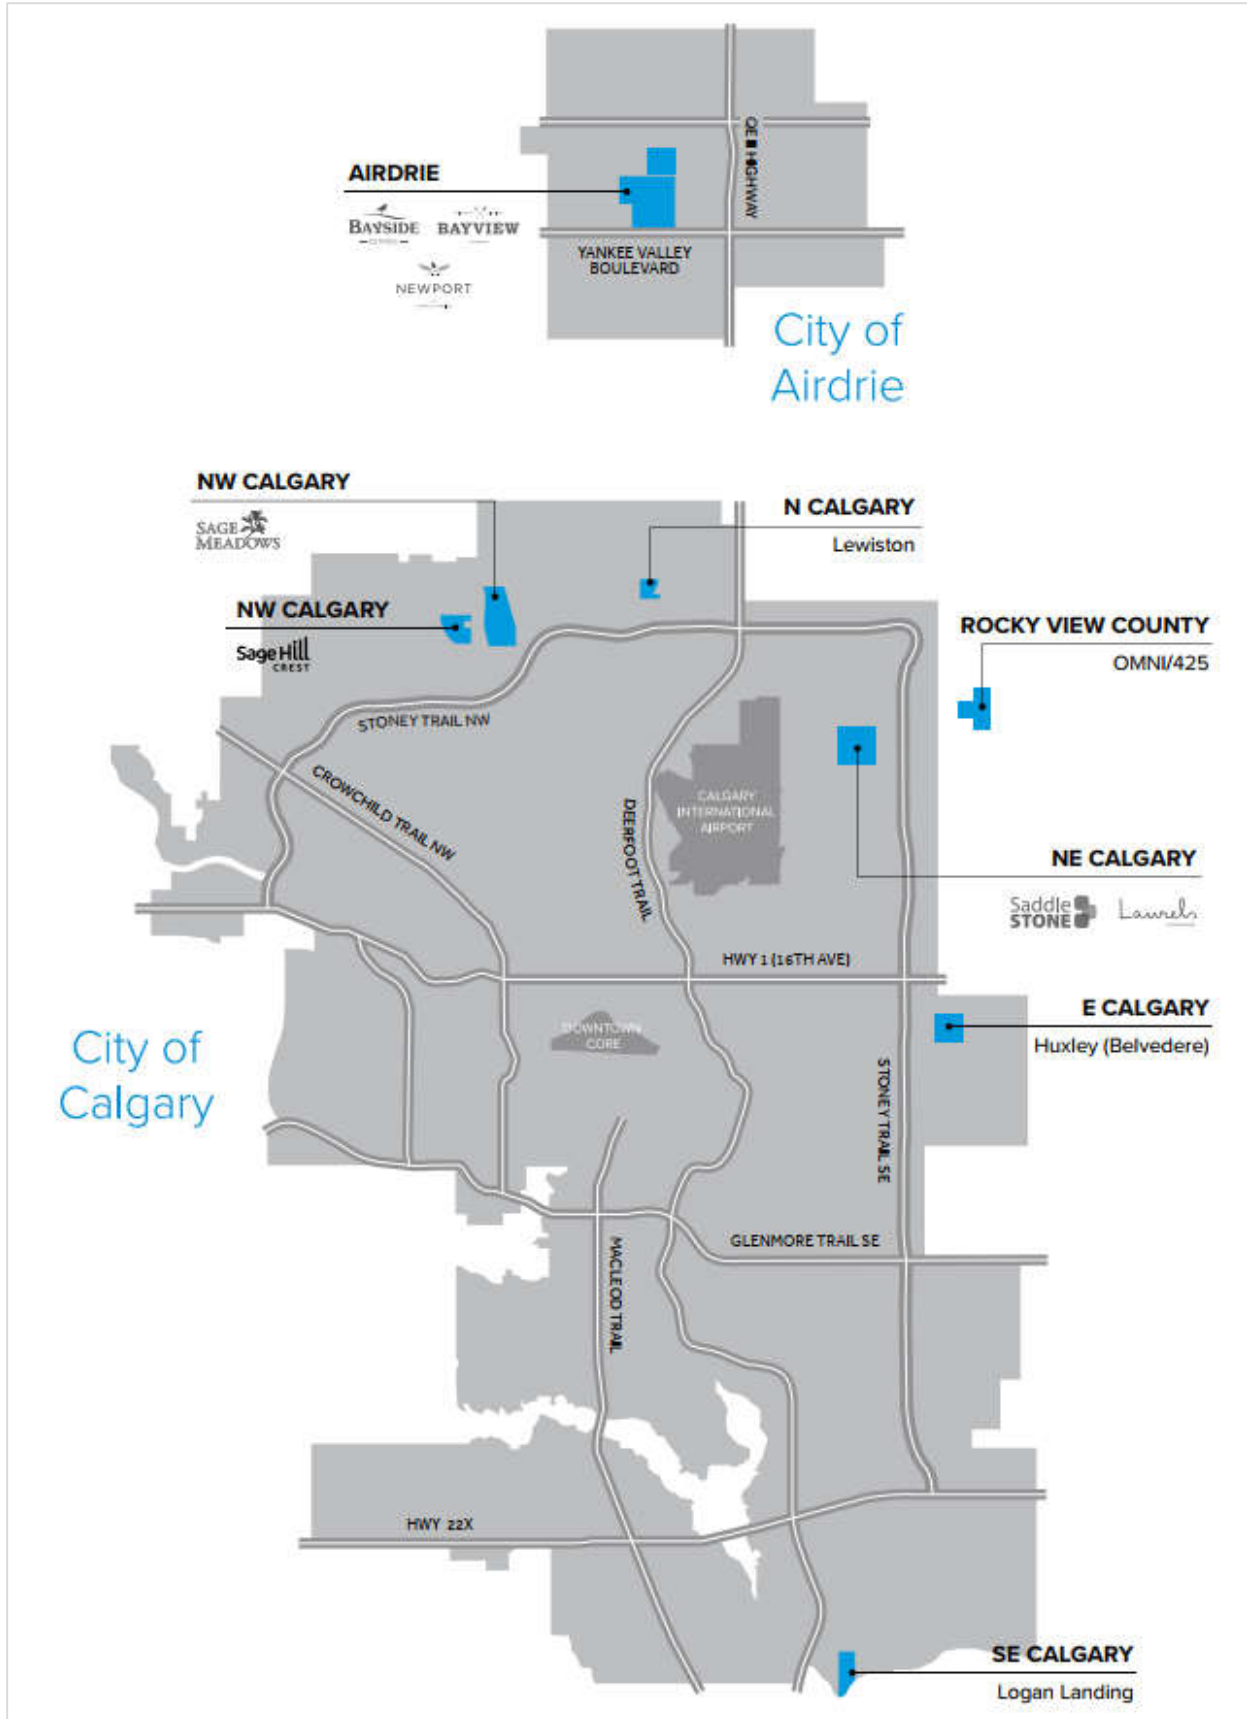 QE II HIGHWAY
AIRDRIE
BAYSIDE
BAYVIEW
NEWPORT
YANKEE VALLEY
BOULEVARD
City of
Airdrie
NW CALGARY
SAGE
MEADOWS
N CALGARY
Lewiston
NW CALGARY
SageHill
CREST
ROCKY VIEW COUNTY
OMNI/425
STONEY TRAIL NW
CROWCHILD TRAIL NW
DEERFOOT TRAIL
CALGARY
INTERNATIONAL
AIRPORT
NE CALGARY
Saddle
STONE
Laurels
HWY 1 (16TH AVE)
E CALGARY
Huxley (Belvedere)
DOWNTOWN
CORE
City of
Calgary
STONEY TRAIL SE
GLENMORE TRAIL SE
MACLEOD TRAIL
HWY 22X
SE CALGARY
Logan Landing